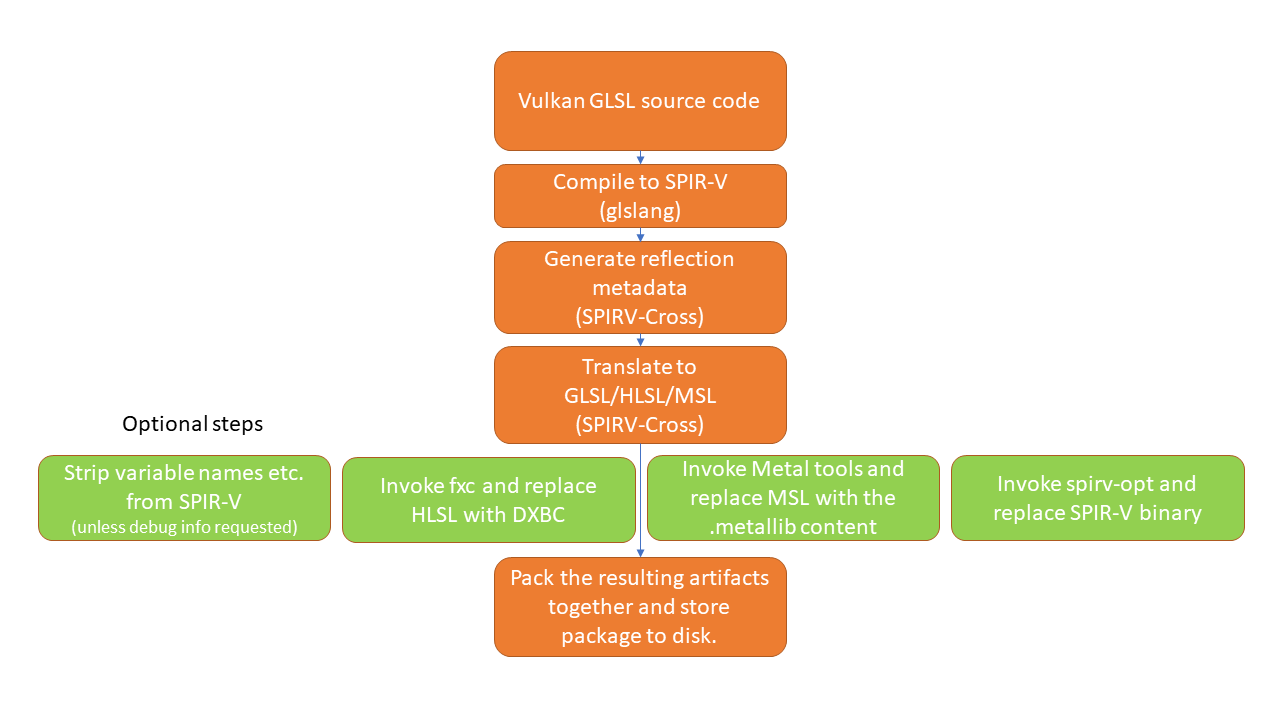 Vulkan GLSL source code
Compile to SPIR-V
(glslang)
Generate reflection
metadata
(SPIRV-Cross)
Translate to
GLSL/HLSL/MSL
(SPIRV-Cross)
Optional steps
Strip variable names etc.
from SPIR-V
(unless debug info requested)
Invoke fxc and replace
HLSL with DXBC
Invoke Metal tools and
replace MSL with the
.metallib content
Invoke spirv-opt and
replace SPIR-V binary
Pack the resulting artifacts
together and store
package to disk.